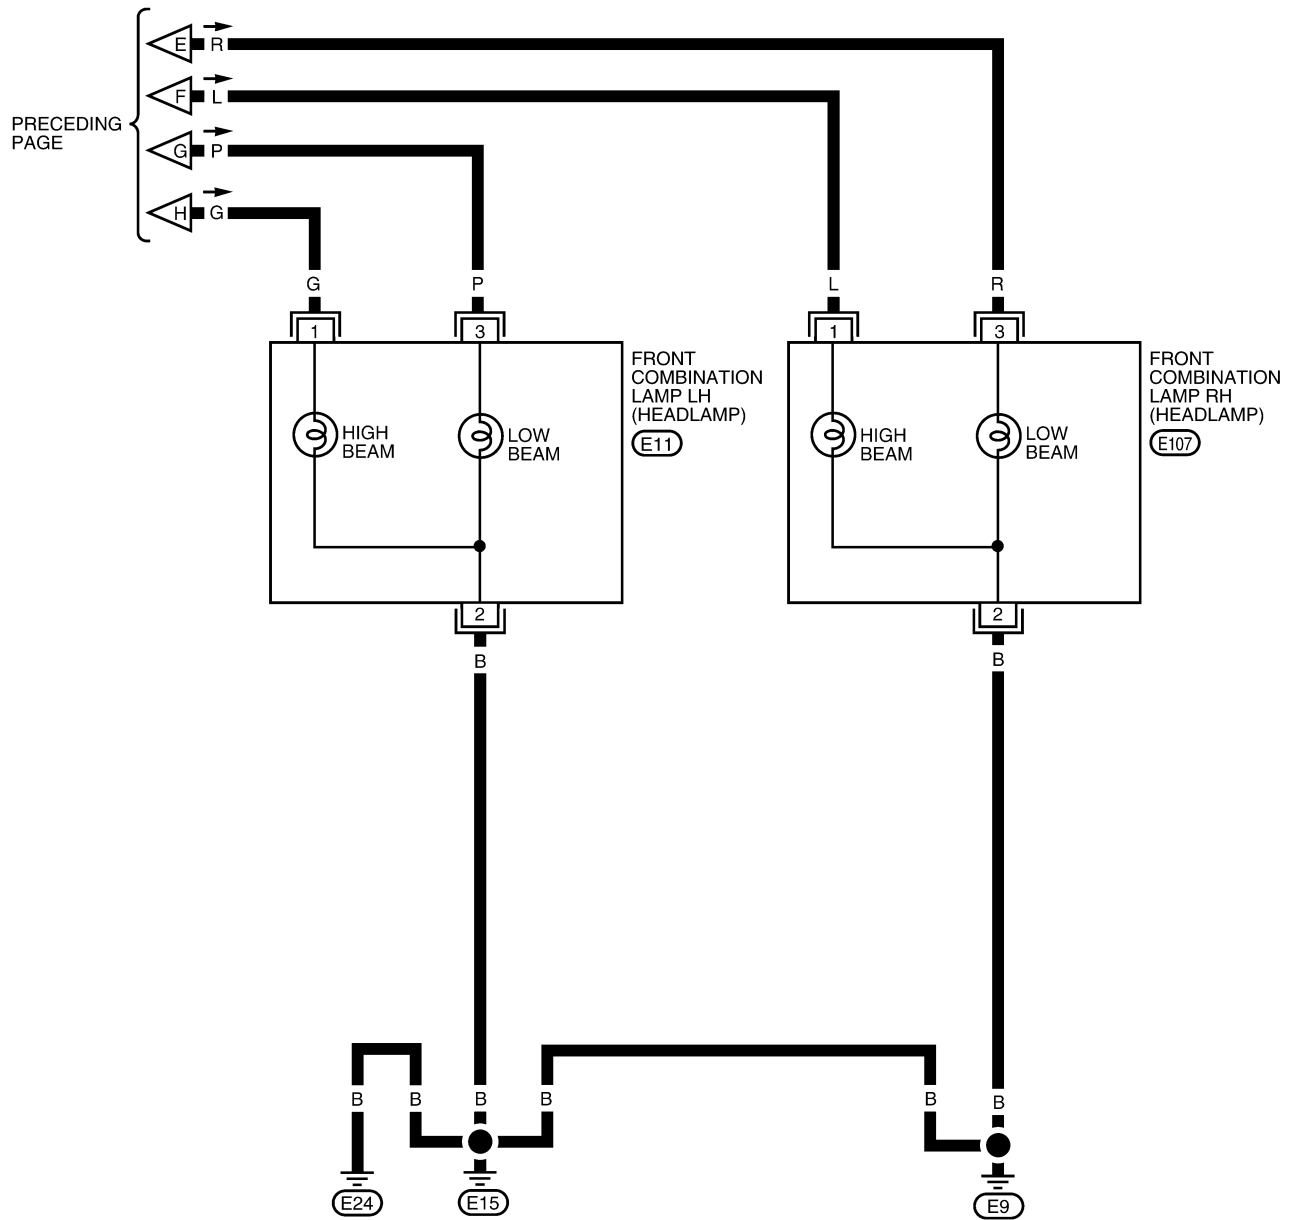 E R
F L
PRECEDING
PAGE
G P
H G
G P L R
1 3 1 3
FRONT
COMBINATION
LAMP LH
(HEADLAMP)
E11
FRONT
COMBINATION
LAMP RH
(HEADLAMP)
E107
HIGH
BEAM
LOW
BEAM
HIGH
BEAM
LOW
BEAM
2 2
B B
B B B B B B
E24 E15 E9